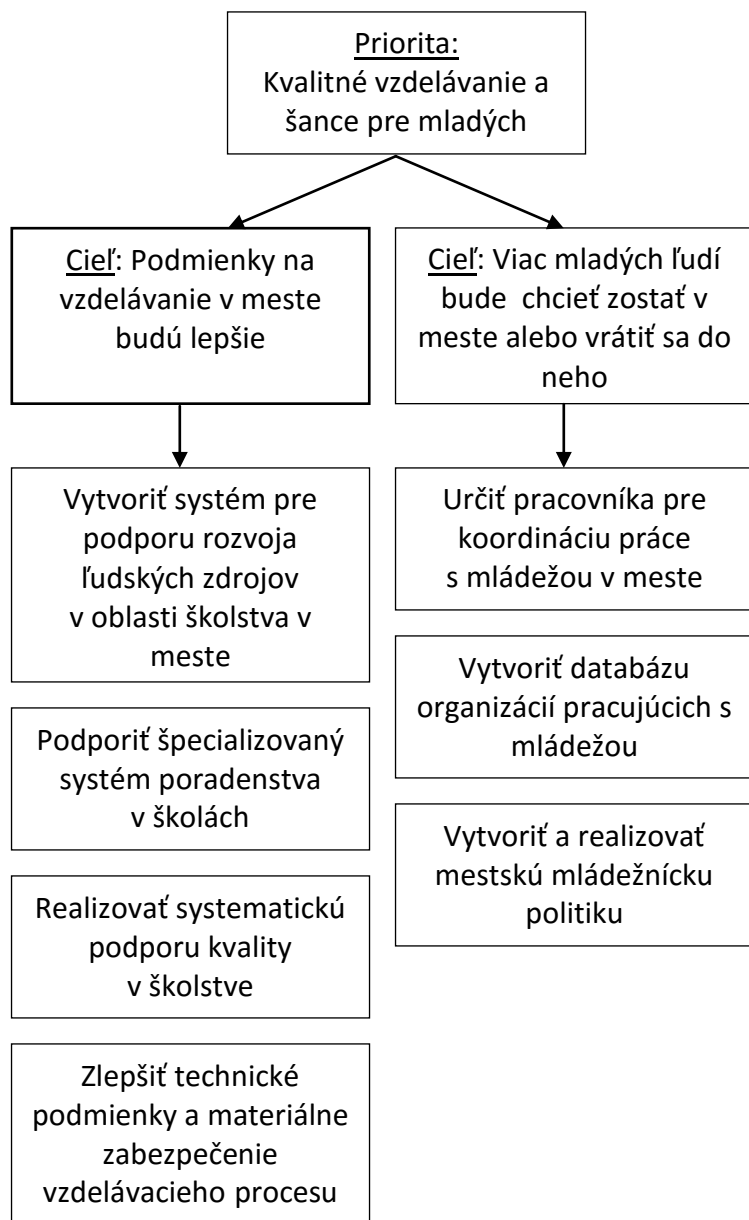 Priorita:
Kvalitné vzdelávanie a
šance pre mladých
Cieľ: Podmienky na
vzdelávanie v meste
budú lepšie
Cieľ: Viac mladých ľudí
bude  chcieť zostať v
meste alebo vrátiť sa do
neho
Vytvoriť systém pre
podporu rozvoja
ľudských zdrojov
v oblasti školstva v
meste
Podporiť špecializovaný
systém poradenstva
v školách
Realizovať systematickú
podporu kvality
v školstve
Zlepšiť technické
podmienky a materiálne
zabezpečenie
vzdelávacieho procesu
Určiť pracovníka pre
koordináciu práce
s mládežou v meste
Vytvoriť databázu
organizácií pracujúcich s
mládežou
Vytvoriť a realizovať
mestskú mládežnícku
politiku